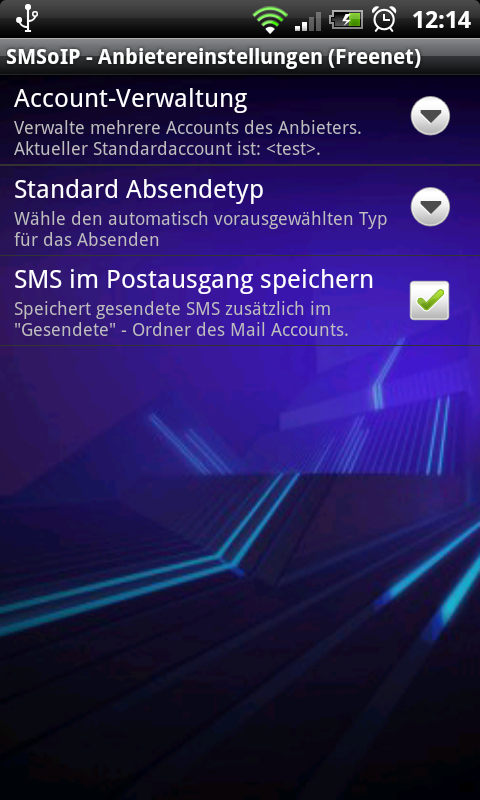 12:14
SMSoIP - Anbietereinstellungen (Freenet)
Account-Verwaltung
Verwalte mehrere Accounts des Anbieters.
Aktueller Standardaccount ist: <test>.
Standard Absendetyp
Wähle den automatisch vorausgewählten Typ
für das Absenden
SMS im Postausgang speichern
Speichert gesendete SMS zusätzlich im
"Gesendete" - Ordner des Mail Accounts.